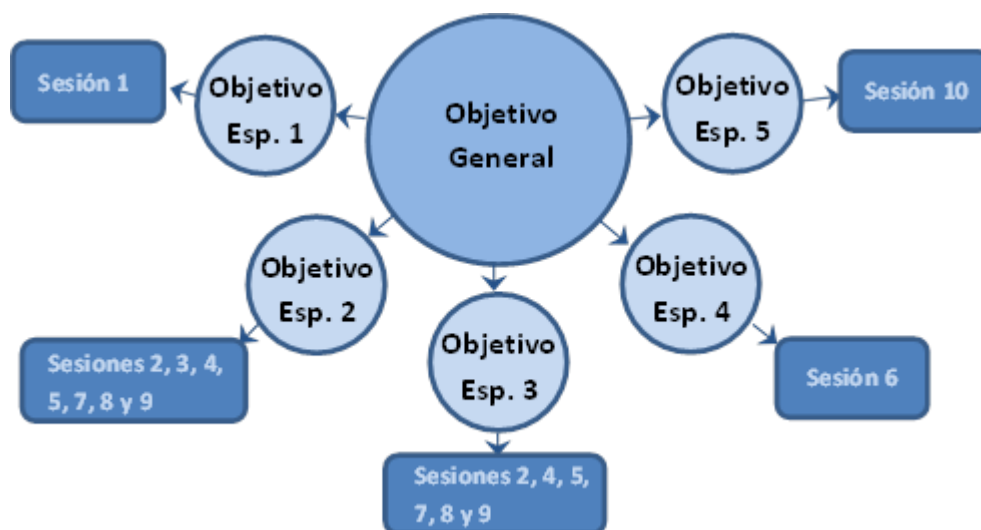 Objetivo
General
Objetivo
Esp. 1
Sesión 1
Objetivo
Esp. 2
Sesiones 2, 3, 4,
5, 7, 8 y 9
Objetivo
Esp. 3
Sesiones 2, 4, 5,
7, 8 y 9
Objetivo
Esp. 4
Sesión 6
Objetivo
Esp. 5
Sesión 10